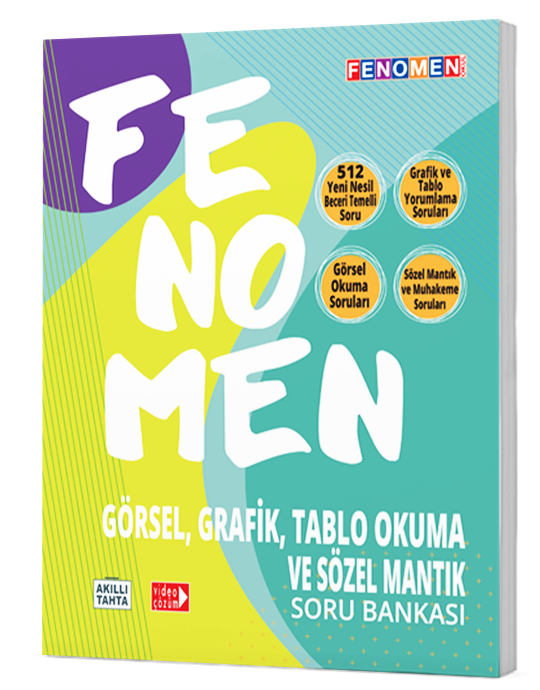 FENOMEN
FE
NO
MEN
512
Yeni Nesil
Beceri Temelli
Soru
Grafik ve
Tablo
Yorumlama
Soruları
Görsel
Okuma
Soruları
Sözel Mantık
ve Muhakeme
Soruları
GÖRSEL, GRAFİK, TABLO OKUMA
VE SÖZEL MANTIK
SORU BANKASI
AKILLI
TAHTA
video
çözüm